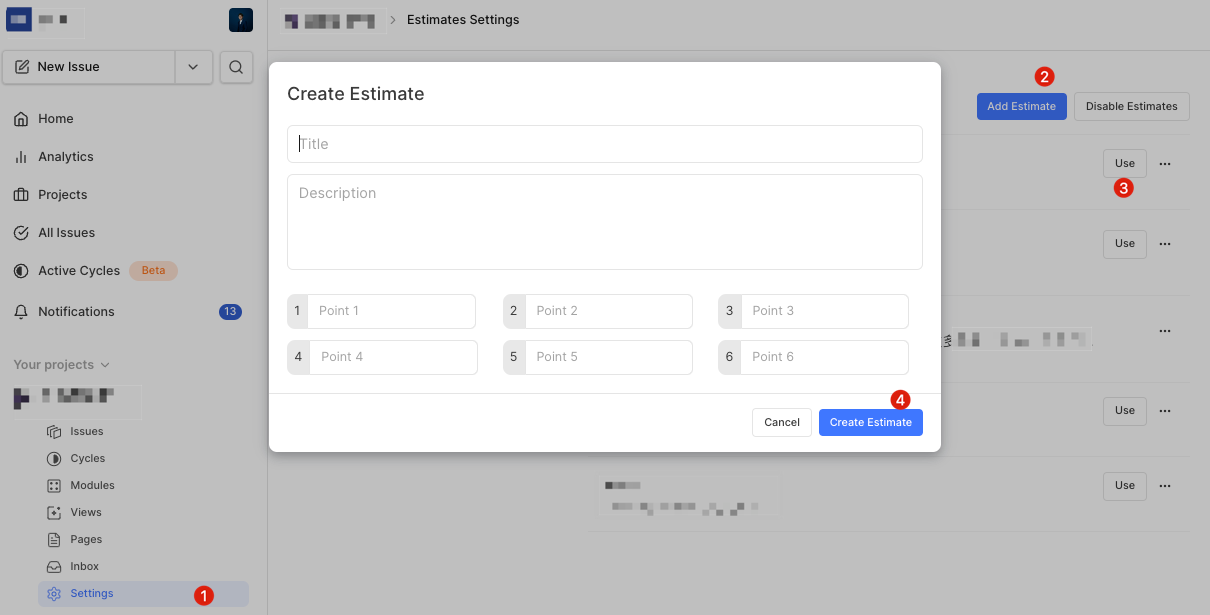 Estimates Settings
New Issue
Home
Analytics
Projects
All Issues
Active Cycles Beta
Notifications 13
Your projects
Issues
Cycles
Modules
Views
Pages
Inbox
Settings 1
2
Add Estimate Disable Estimates
Use
3
Use
Use
Use
Create Estimate
Title
Description
1 Point 1 2 Point 2 3 Point 3
4 Point 4 5 Point 5 6 Point 6
4
Cancel Create Estimate